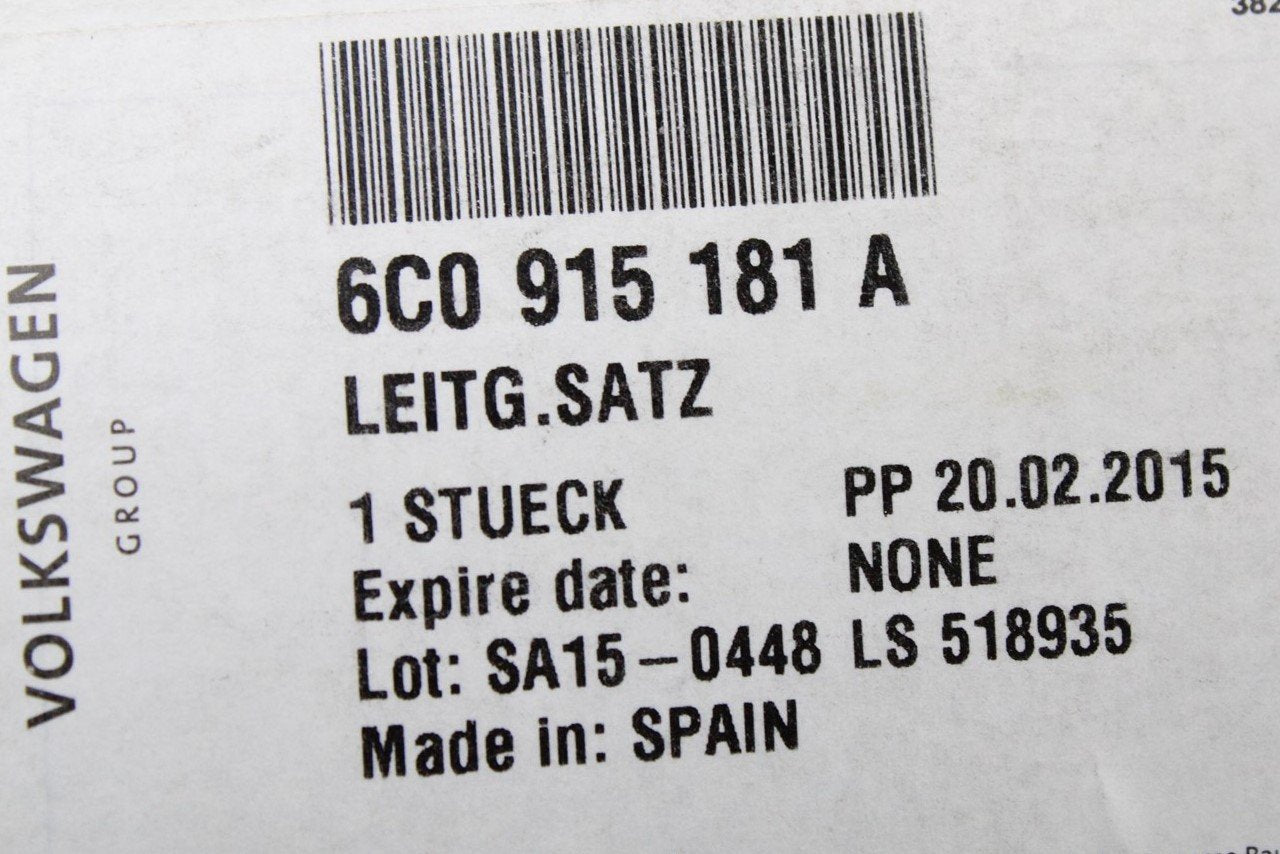 382
6C0 915 181 A
LEITG.SATZ
1 STUECK PP 20.02.2015
Expire date: NONE
Lot: SA15-0448 LS 518935
Made in: SPAIN
VOLKSWAGEN
GROUP